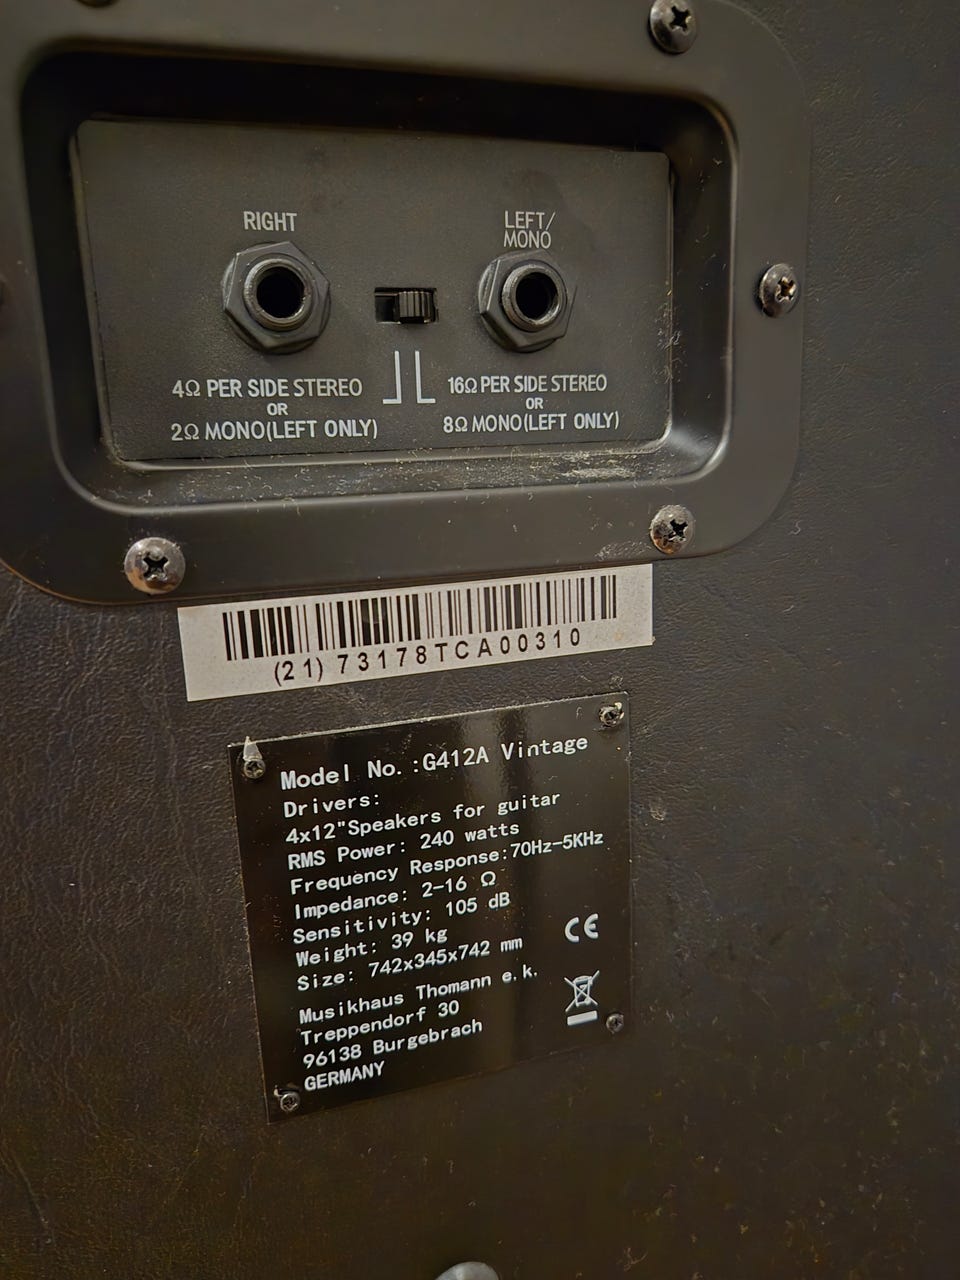 RIGHT
LEFT/
MONO
4Ω PER SIDE STEREO
OR
2Ω MONO(LEFT ONLY)
16Ω PER SIDE STEREO
OR
8Ω MONO(LEFT ONLY)
(21) 73178TCA00310
Model No.:G412A Vintage
Drivers:
4x12"Speakers for guitar
RMS Power: 240 watts
Frequency Response:70Hz-5KHz
Impedance: 2-16 Ω
Sensitivity: 105 dB
Weight: 39 kg
Size: 742x345x742 mm
CE
Musikhaus Thomann e.k.
Treppendorf 30
96138 Burgebrach
GERMANY